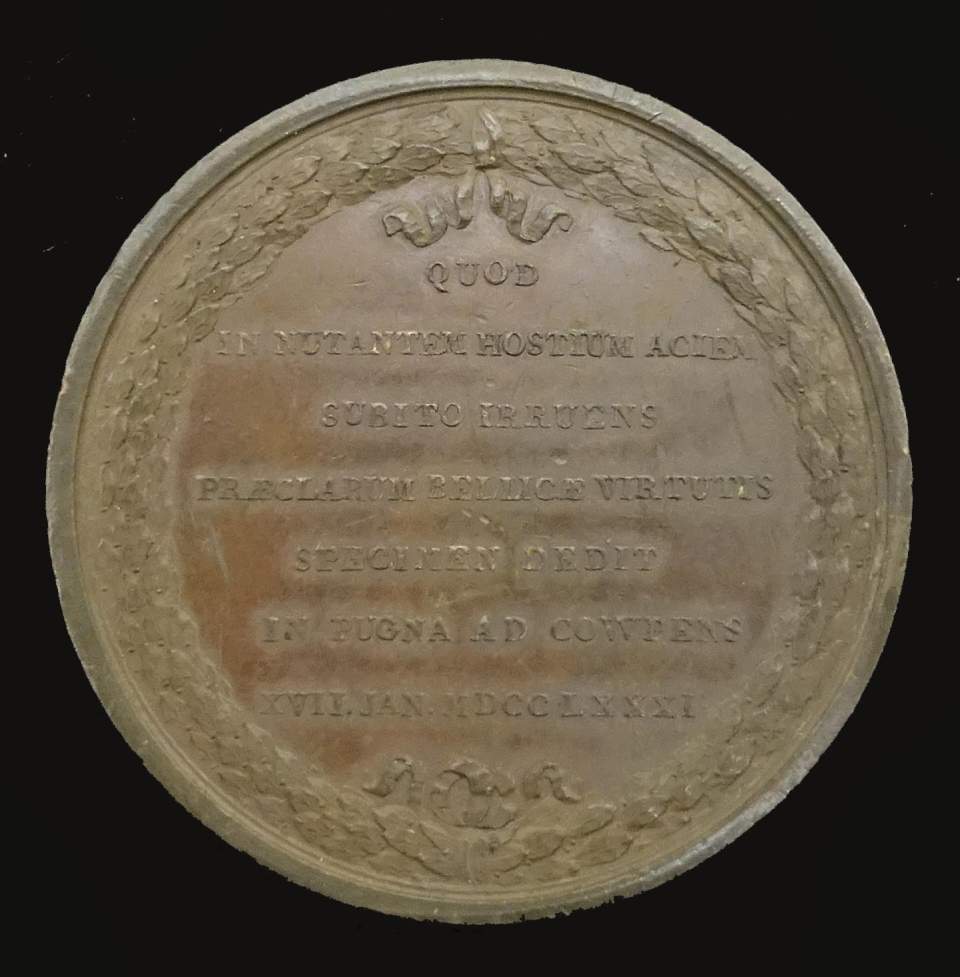 QUOD
IN NUTANTEM HOSTIUM ACIEM
SUBITO IRRUENS
PRÆCLARUM BELLICÆ VIRTUTIS
SPECIMEN DEDIT
IN PUGNA AD COWPENS
XVII. JAN. MDCCLXXXI